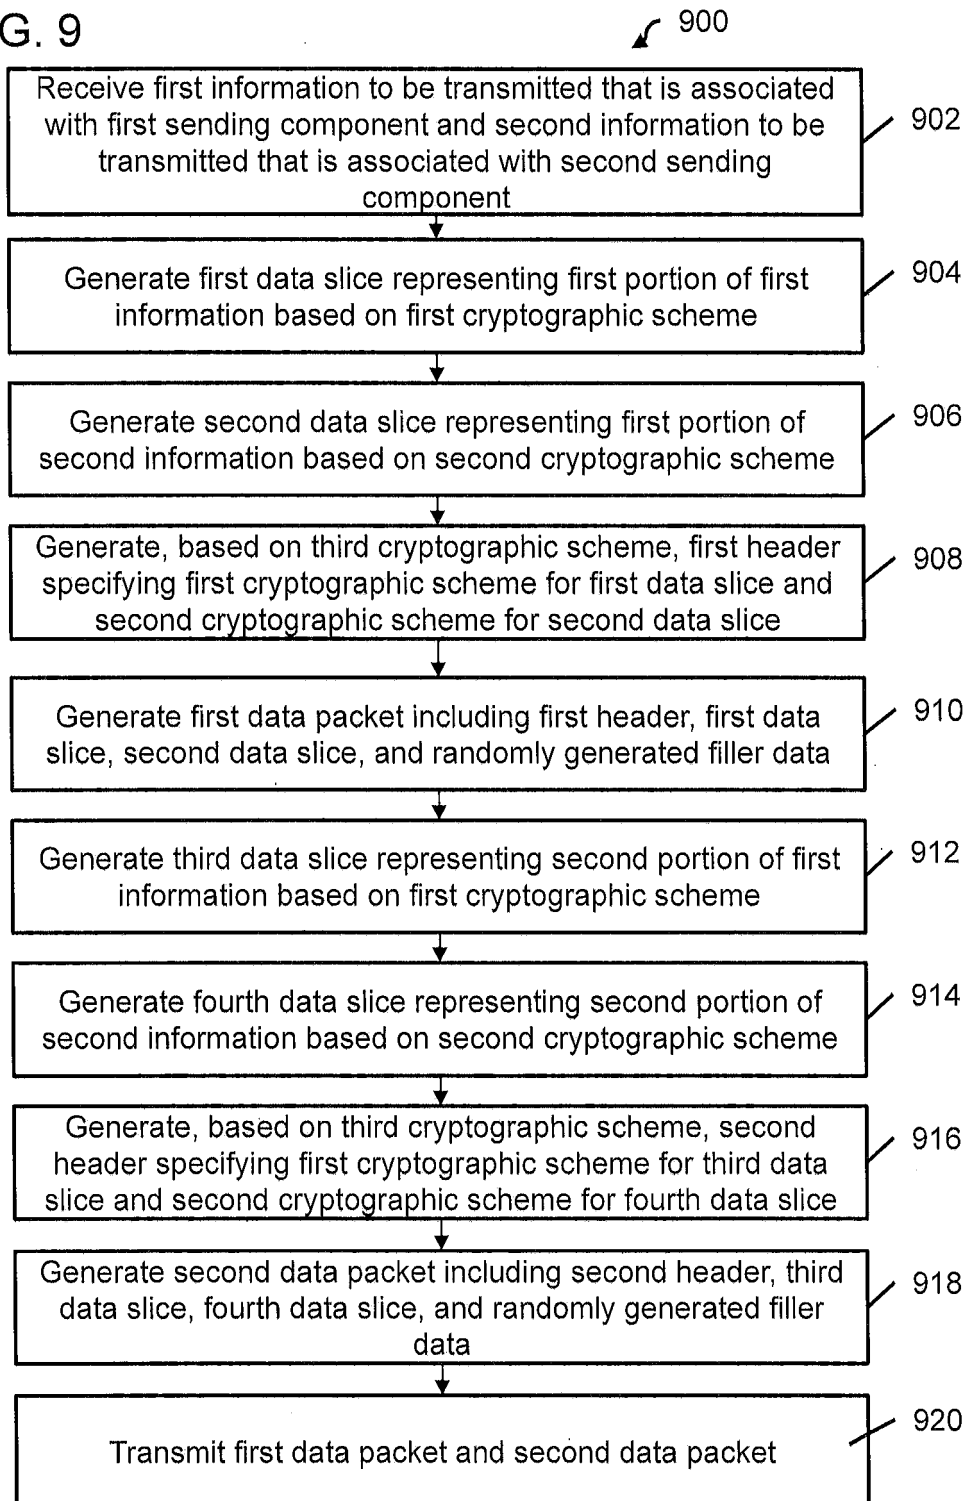 G. 9
900
Receive first information to be transmitted that is associated
with first sending component and second information to be
transmitted that is associated with second sending
component
902
Generate first data slice representing first portion of first
information based on first cryptographic scheme
904
Generate second data slice representing first portion of
second information based on second cryptographic scheme
906
Generate, based on third cryptographic scheme, first header
specifying first cryptographic scheme for first data slice and
second cryptographic scheme for second data slice
908
Generate first data packet including first header, first data
slice, second data slice, and randomly generated filler data
910
Generate third data slice representing second portion of first
information based on first cryptographic scheme
912
Generate fourth data slice representing second portion of
second information based on second cryptographic scheme
914
Generate, based on third cryptographic scheme, second
header specifying first cryptographic scheme for third data
slice and second cryptographic scheme for fourth data slice
916
Generate second data packet including second header, third
data slice, fourth data slice, and randomly generated filler
data
918
Transmit first data packet and second data packet
920